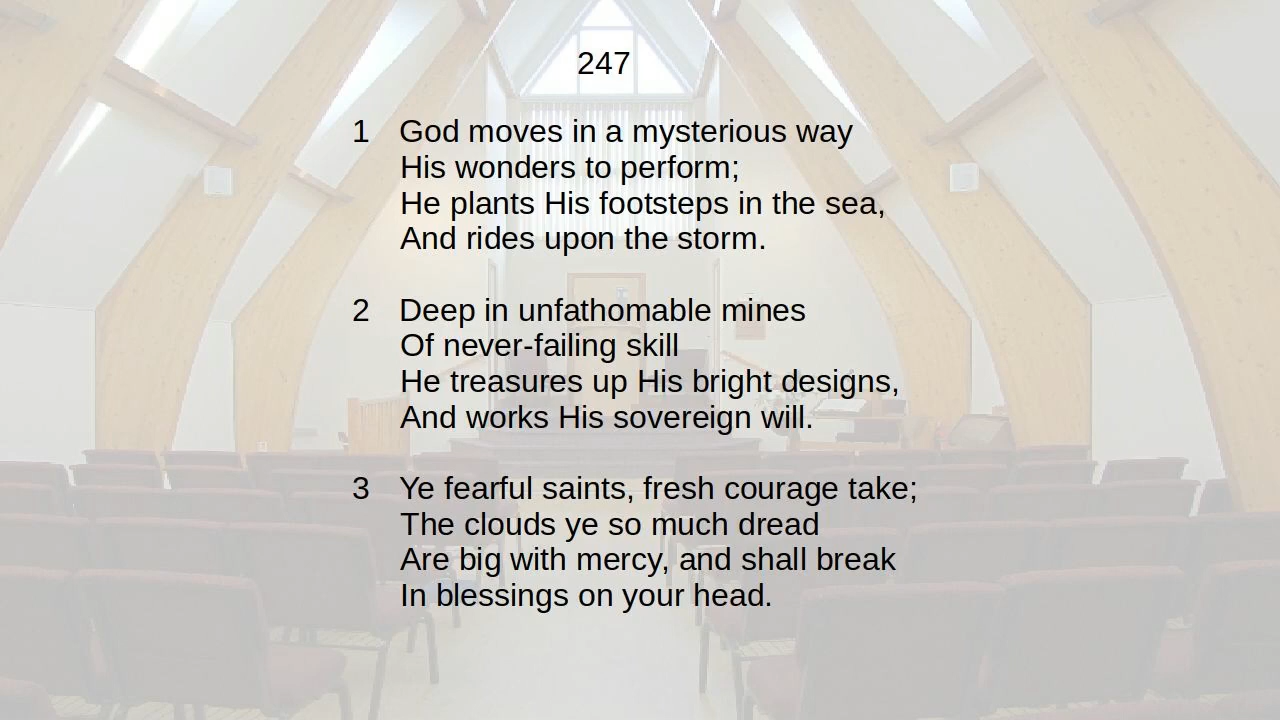 247
1 God moves in a mysterious way
His wonders to perform;
He plants His footsteps in the sea,
And rides upon the storm.
2 Deep in unfathomable mines
Of never-failing skill
He treasures up His bright designs,
And works His sovereign will.
3 Ye fearful saints, fresh courage take;
The clouds ye so much dread
Are big with mercy, and shall break
In blessings on your head.